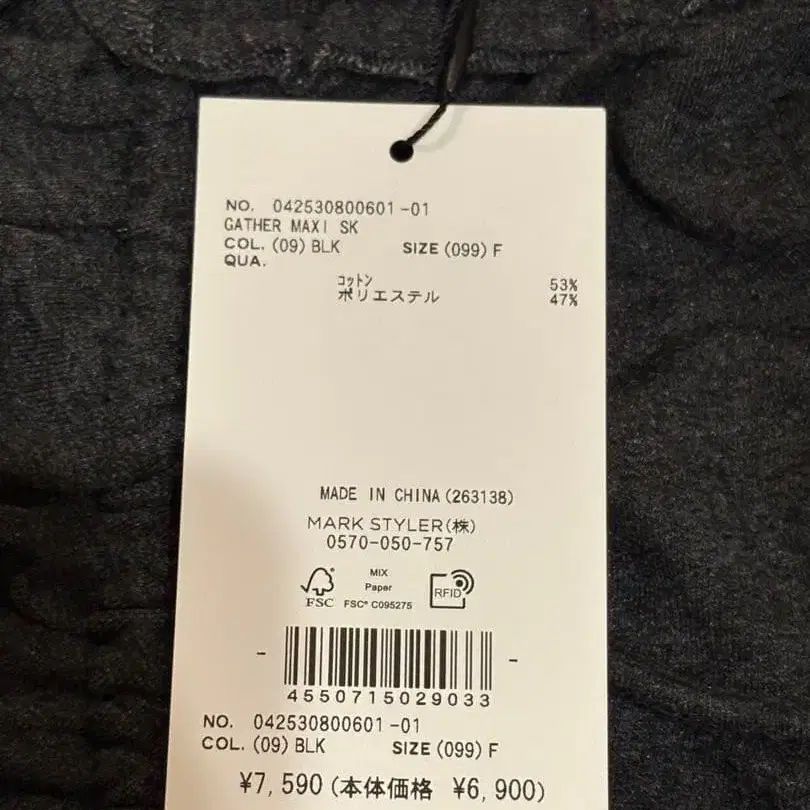 NO. 042530800601-01
GATHER MAXI SK
COL. (09) BLK SIZE (099) F
QUA.
コットン 53%
ポリエステル 47%
MADE IN CHINA (263138)
MARK STYLER(株)
0570-050-757
FSC
MIX
Paper
FSC® C095275
RFID
4550715029033
NO. 042530800601-01
COL. (09) BLK SIZE (099) F
¥7,590 (本体価格 ¥6,900)